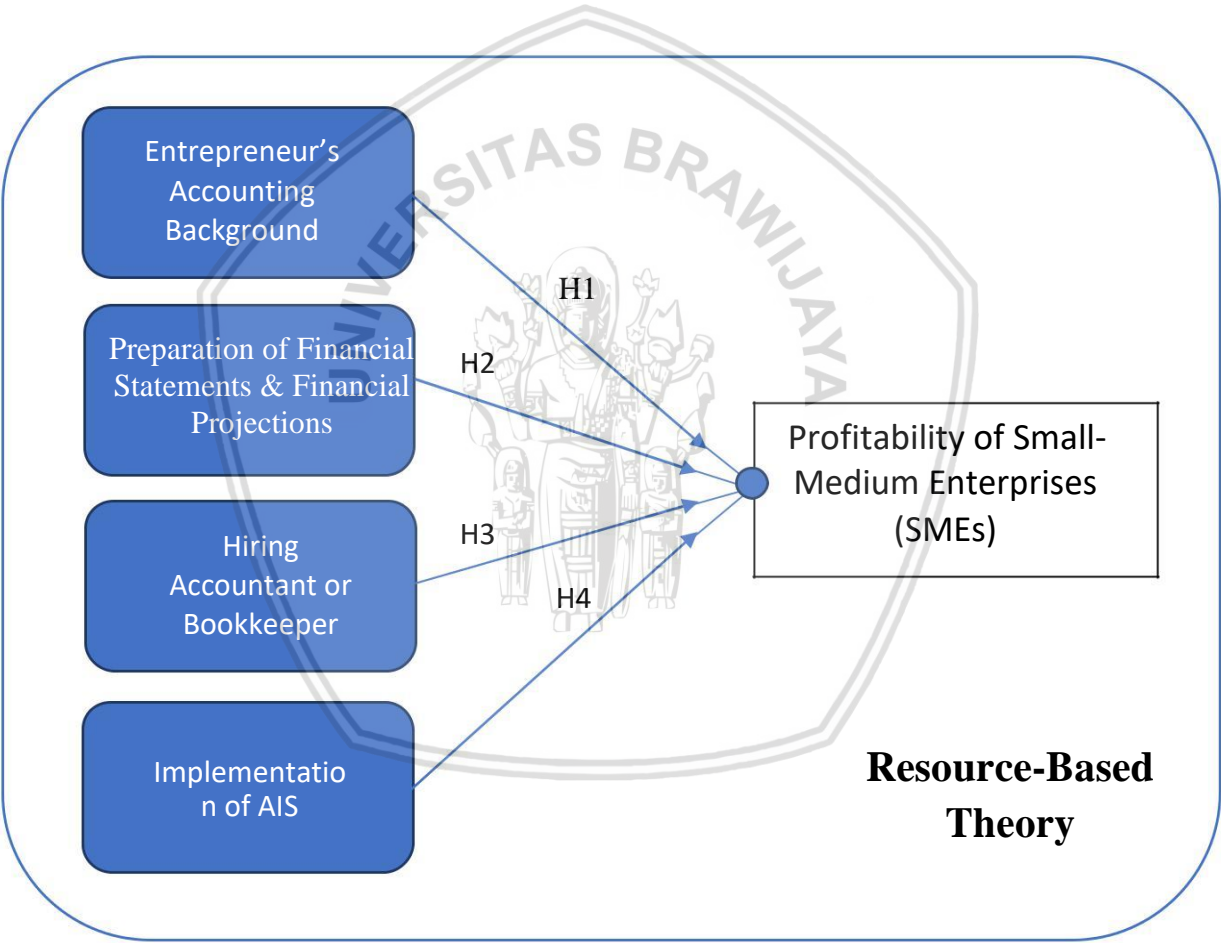 UNIVERSITAS BRAWIJAYA
Entrepreneur’s
Accounting
Background
H1
Preparation of Financial
Statements & Financial
Projections
H2
Profitability of Small-
Medium Enterprises
(SMEs)
Hiring
Accountant or
Bookkeeper
H3
H4
Implementatio
n of AIS
Resource-Based
Theory